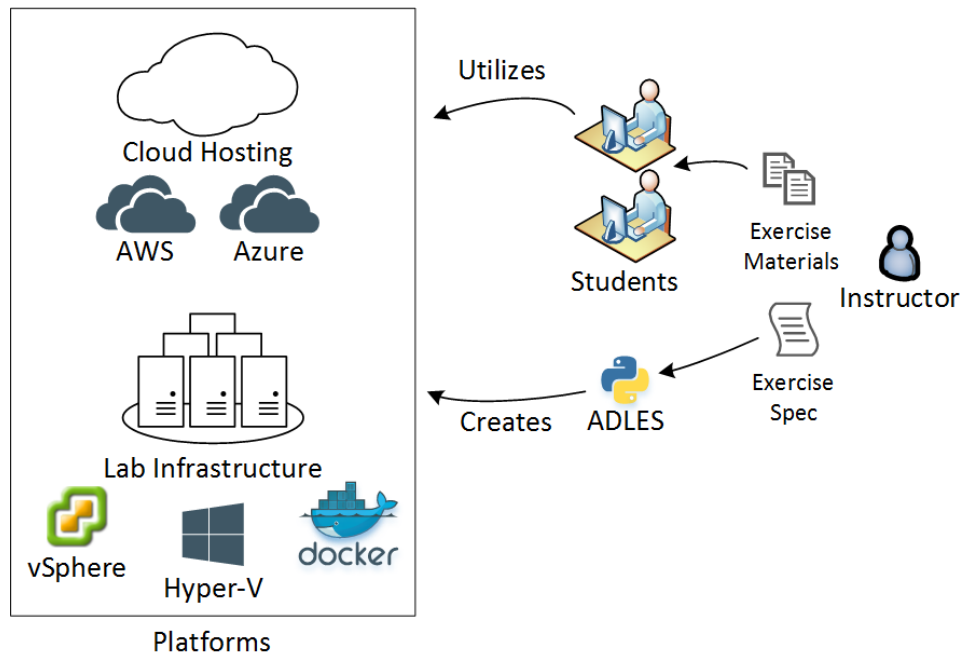 Cloud Hosting
AWS
Azure
Lab Infrastructure
vSphere
Hyper-V
docker
Platforms
Utilizes
Students
Exercise
Materials
Instructor
Exercise
Spec
ADLES
Creates